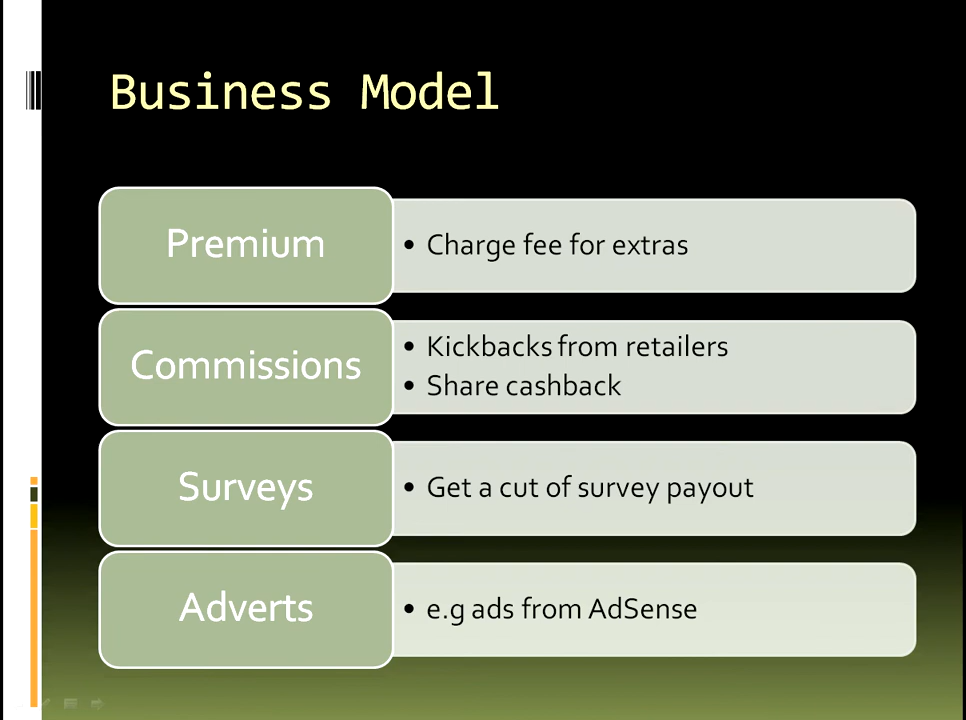 Business Model
Premium
• Charge fee for extras
Commissions
• Kickbacks from retailers
• Share cashback
Surveys
• Get a cut of survey payout
Adverts
• e.g ads from AdSense